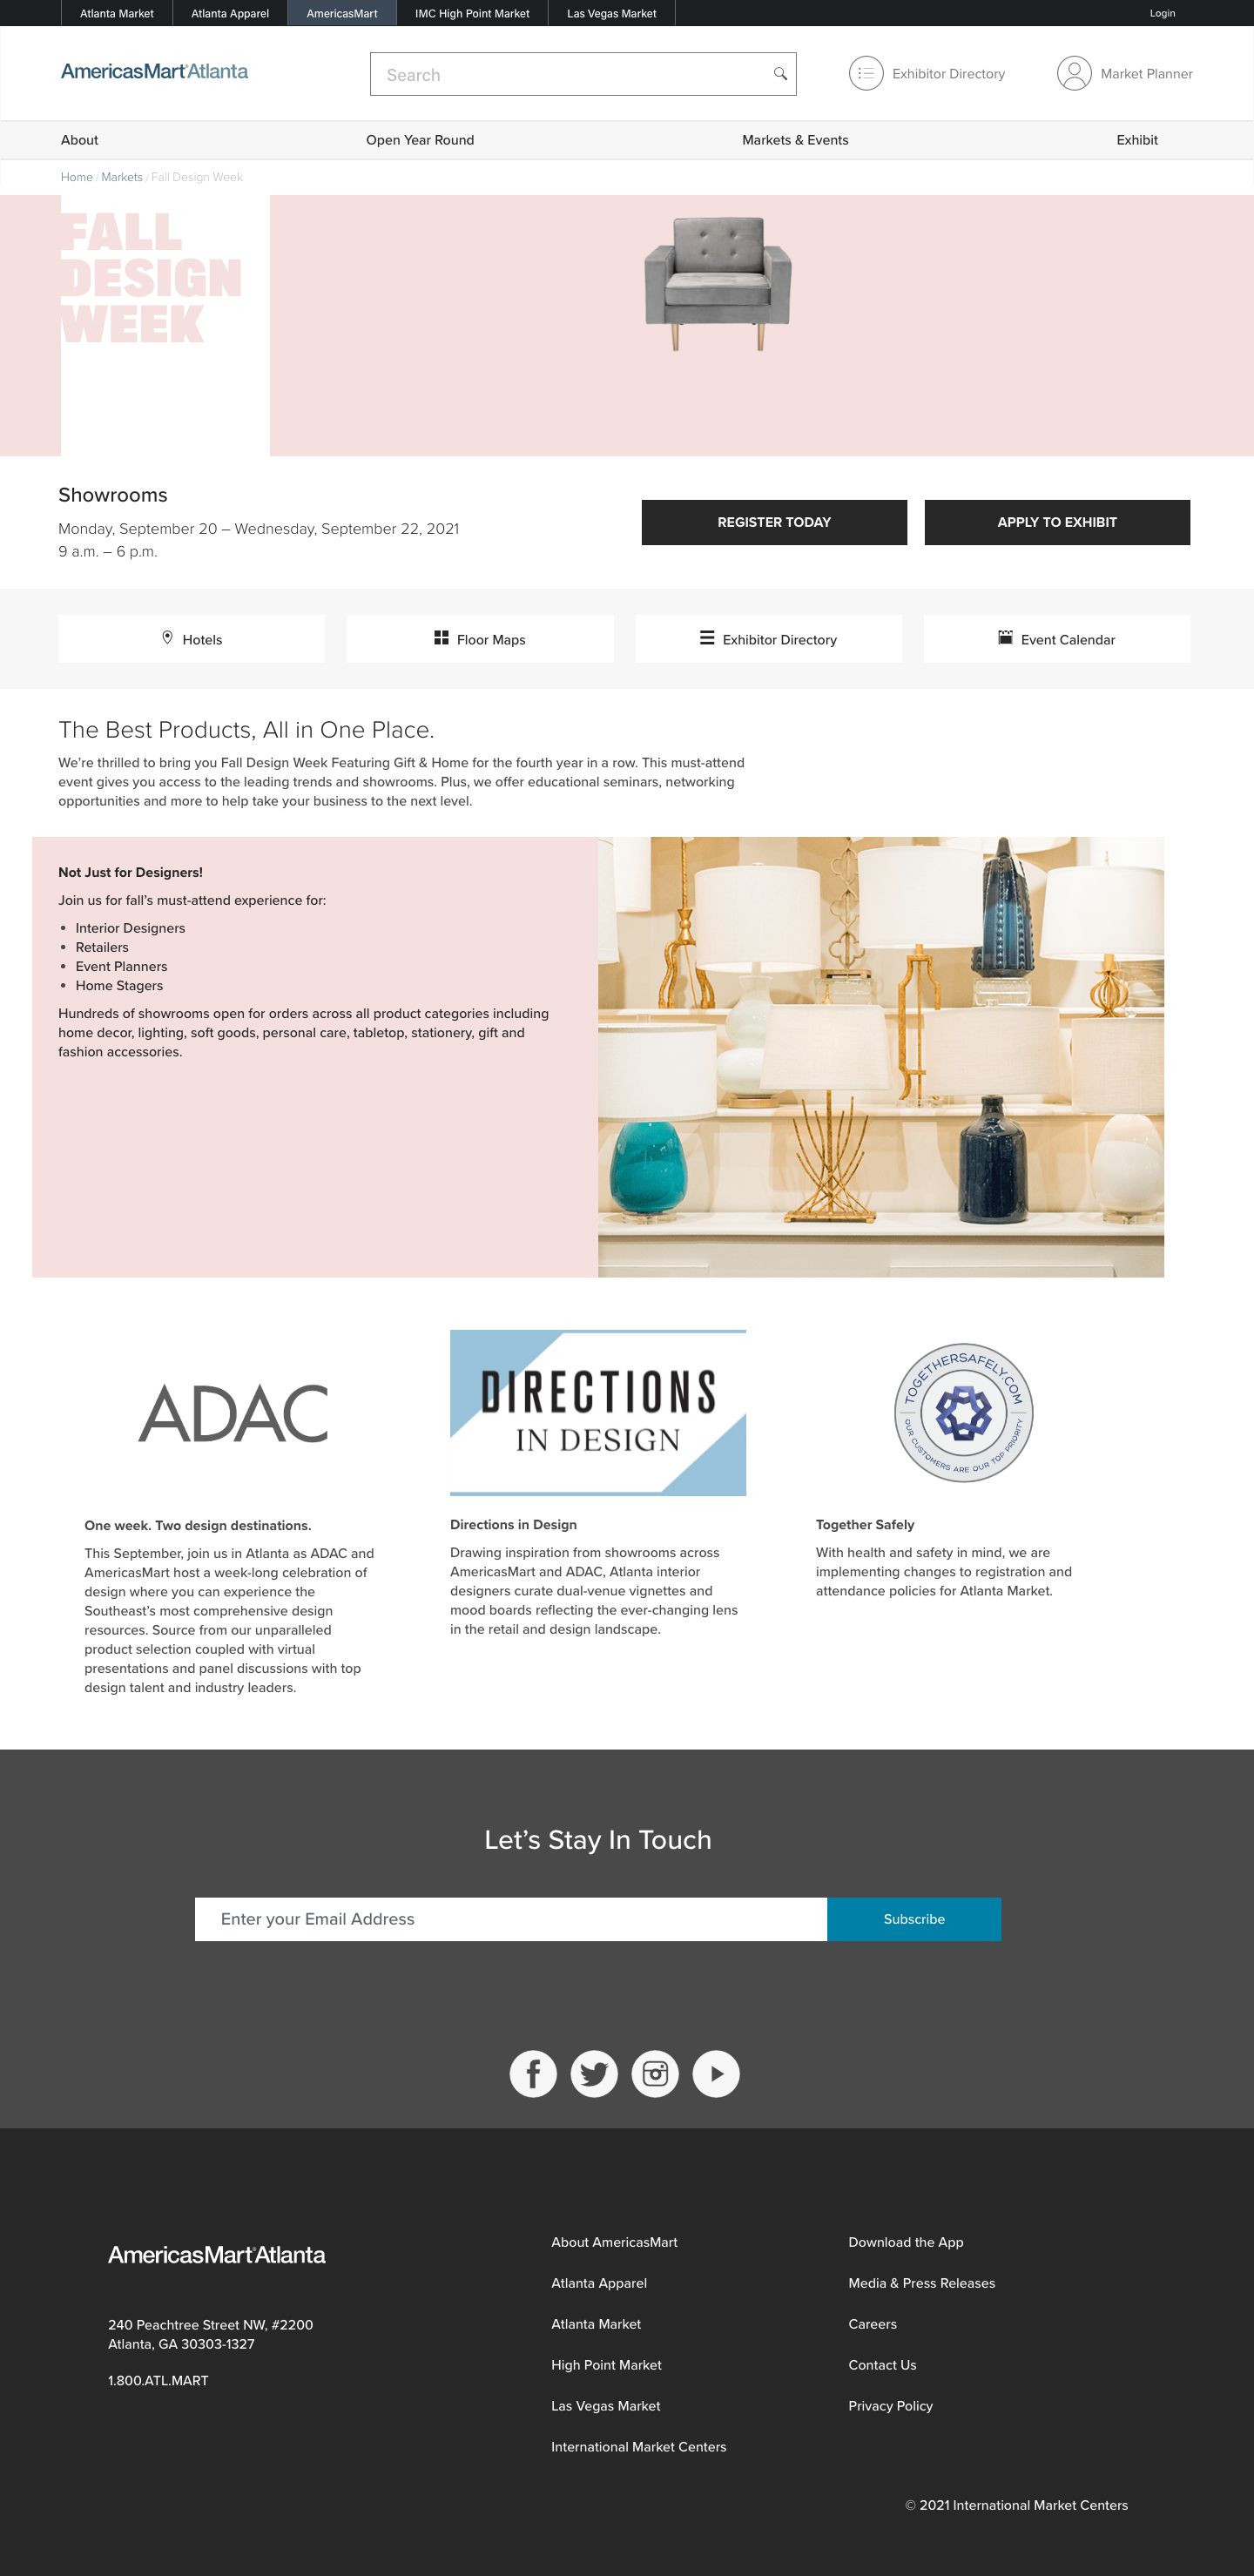 Atlanta Market
Atlanta Apparel
AmericasMart
IMC High Point Market
Las Vegas Market
Login
AmericasMart®Atlanta
Search
Exhibitor Directory
Market Planner
About
Open Year Round
Markets & Events
Exhibit
Home / Markets / Fall Design Week
FALL
DESIGN
WEEK
Showrooms
Monday, September 20 – Wednesday, September 22, 2021
9 a.m. – 6 p.m.
REGISTER TODAY
APPLY TO EXHIBIT
Hotels
Floor Maps
Exhibitor Directory
Event Calendar
The Best Products, All in One Place.
We’re thrilled to bring you Fall Design Week Featuring Gift & Home for the fourth year in a row. This must-attend
event gives you access to the leading trends and showrooms. Plus, we offer educational seminars, networking
opportunities and more to help take your business to the next level.
Not Just for Designers!
Join us for fall’s must-attend experience for:
• Interior Designers
• Retailers
• Event Planners
• Home Stagers
Hundreds of showrooms open for orders across all product categories including
home decor, lighting, soft goods, personal care, tabletop, stationery, gift and
fashion accessories.
ADAC
One week. Two design destinations.
This September, join us in Atlanta as ADAC and
AmericasMart host a week-long celebration of
design where you can experience the
Southeast’s most comprehensive design
resources. Source from our unparalleled
product selection coupled with virtual
presentations and panel discussions with top
design talent and industry leaders.
DIRECTIONS
IN DESIGN
Directions in Design
Drawing inspiration from showrooms across
AmericasMart and ADAC, Atlanta interior
designers curate dual-venue vignettes and
mood boards reflecting the ever-changing lens
in the retail and design landscape.
TOGETHERSAFELY.COM
OUR CUSTOMERS ARE OUR TOP PRIORITY
Together Safely
With health and safety in mind, we are
implementing changes to registration and
attendance policies for Atlanta Market.
Let’s Stay In Touch
Enter your Email Address
Subscribe
AmericasMart®Atlanta
240 Peachtree Street NW, #2200
Atlanta, GA 30303-1327
1.800.ATL.MART
About AmericasMart
Atlanta Apparel
Atlanta Market
High Point Market
Las Vegas Market
International Market Centers
Download the App
Media & Press Releases
Careers
Contact Us
Privacy Policy
© 2021 International Market Centers